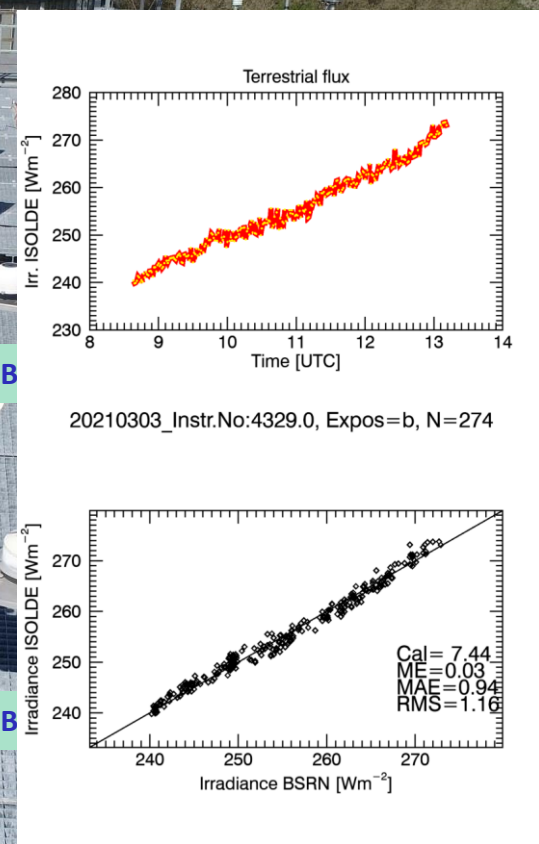 Terrestrial flux
280
270
260
250
240
230
Irr. ISOLDE [Wm−2]
8 9 10 11 12 13 14
Time [UTC]
B
20210303_Instr.No:4329.0, Expos=b, N=274
270
260
250
240
Irradiance ISOLDE [Wm−2]
Cal= 7.44
ME=0.03
MAE=0.94
RMS=1.16
B
240 250 260 270
Irradiance BSRN [Wm−2]